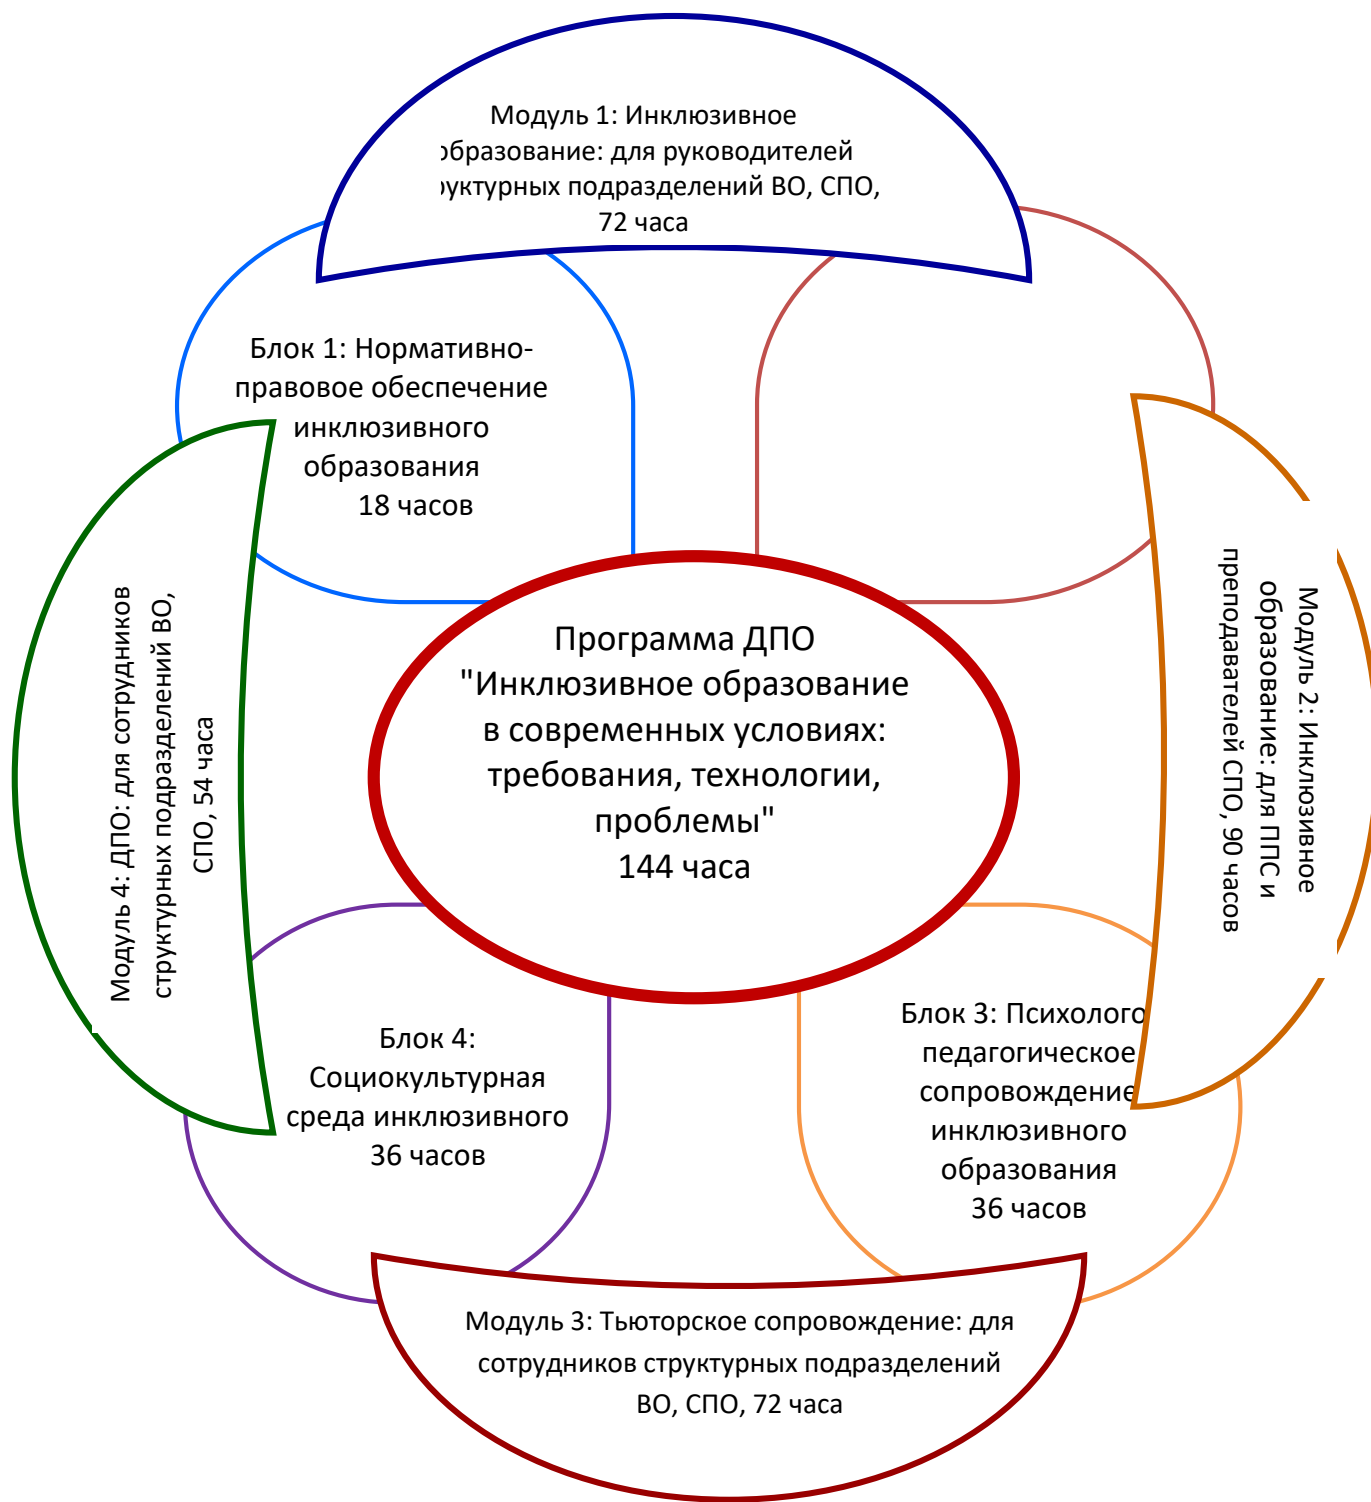 Модуль 1: Инклюзивное
образование: для руководителей
руктурных подразделений ВО, СПО,
72 часа
Блок 1: Нормативно-
правовое обеспечение
инклюзивного
образования
18 часов
Программа ДПО
"Инклюзивное образование
в современных условиях:
требования, технологии,
проблемы"
144 часа
Модуль 2: Инклюзивное
образование: для ППС и
преподавателей СПО, 90 часов
Модуль 4: ДПО: для сотрудников
структурных подразделений ВО,
СПО, 54 часа
Блок 3: Психолого
педагогическое
сопровождение
инклюзивного
образования
36 часов
Блок 4:
Социокультурная
среда инклюзивного
36 часов
Модуль 3: Тьюторское сопровождение: для
сотрудников структурных подразделений
ВО, СПО, 72 часа